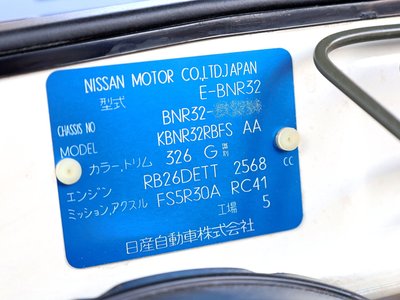 NISSAN MOTOR CO.,LTD.JAPAN
型式 E-BNR32
CHASSIS NO BNR32-
MODEL KBNR32RBFS AA
カラー,トリム 326 G 識別
エンジン RB26DETT 2568 CC
ミッション,アクスル FS5R30A RC41
工場 5
日産自動車株式会社